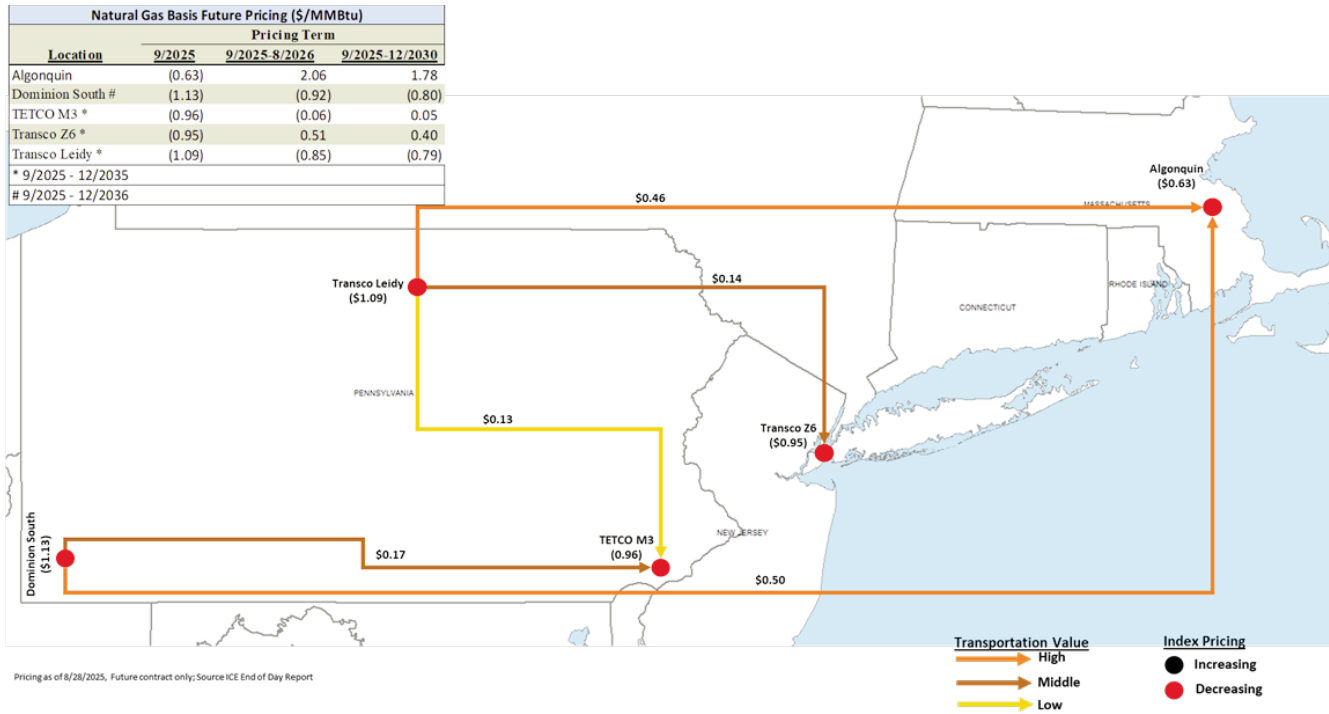 Natural Gas Basis Future Pricing ($/MMBtu)
Pricing Term
Location 9/2025 9/2025-8/2026 9/2025-12/2030
Algonquin (0.63) 2.06 1.78
Dominion South # (1.13) (0.92) (0.80)
TETCO M3 * (0.96) (0.06) 0.05
Transco Z6 * (0.95) 0.51 0.40
Transco Leidy * (1.09) (0.85) (0.79)
* 9/2025 - 12/2035
# 9/2025 - 12/2036
Algonquin
($0.63)
$0.46
MASSACHUSETTS
Transco Leidy
($1.09)
$0.14
RHODE ISLAND
CONNECTICUT
PENNSYLVANIA
$0.13
Transco Z6
($0.95)
NEW JERSEY
TETCO M3
(0.96)
Dominion South
($1.13)
$0.17
$0.50
Transportation Value
High
Middle
Low
Index Pricing
Increasing
Decreasing
Pricing as of 8/28/2025, Future contract only; Source ICE End of Day Report